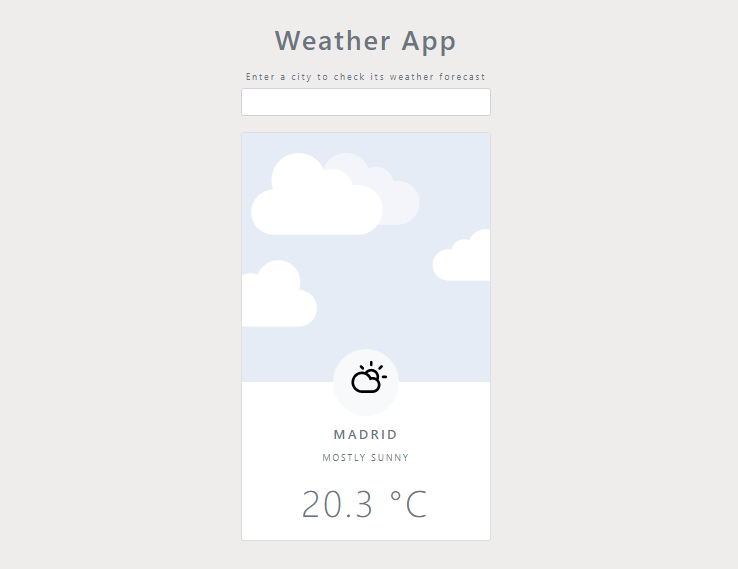 Weather App
Enter a city to check its weather forecast
MADRID
MOSTLY SUNNY
20.3 °C